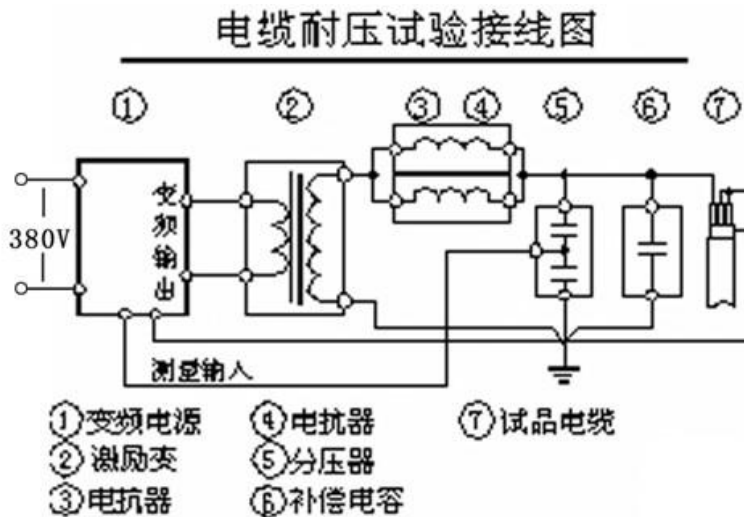 电缆耐压试验接线图
① ② ③ ④ ⑤ ⑥ ⑦
变频输出
380V
测量输入
①变频电源 ④电抗器 ⑦试品电缆
②激励变 ⑤分压器
③电抗器 ⑥补偿电容